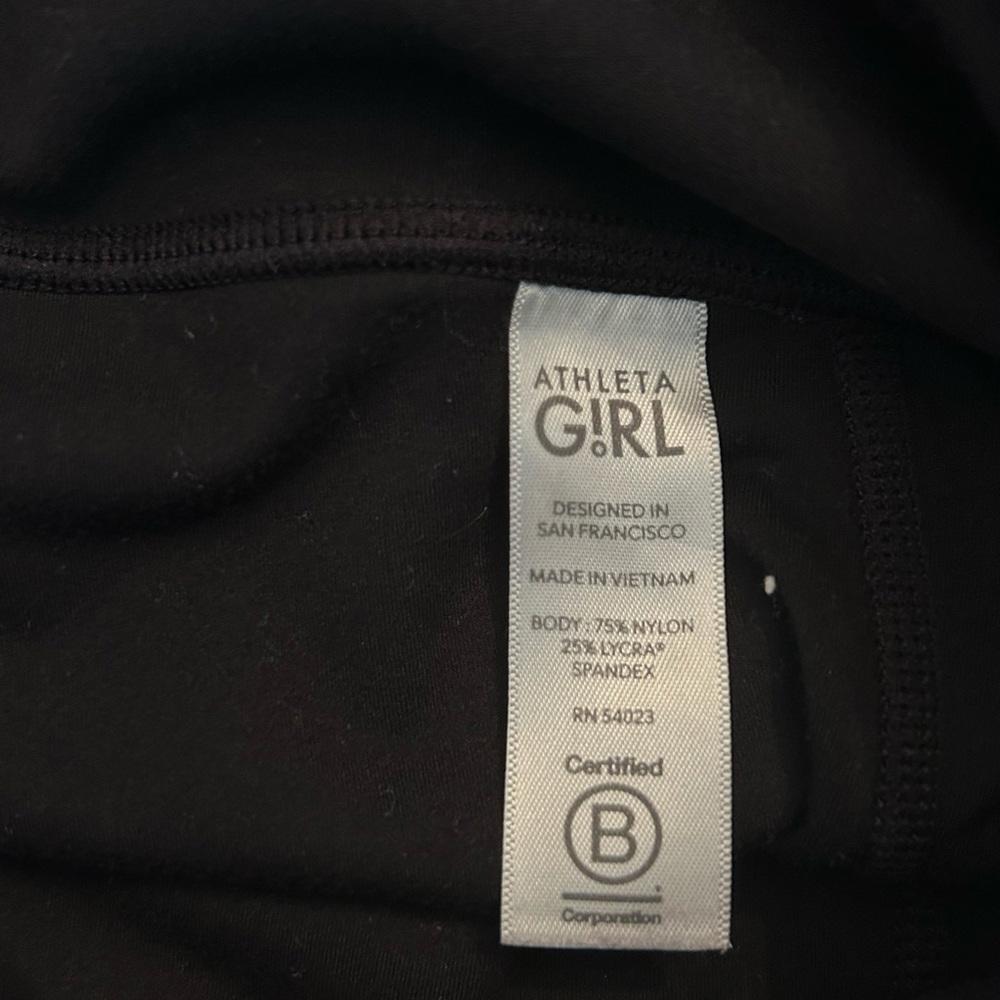 ATHLETA
G!RL
DESIGNED IN
SAN FRANCISCO
MADE IN VIETNAM
BODY : 75% NYLON
25% LYCRA®
SPANDEX
RN 54023
Certified
B
Corporation